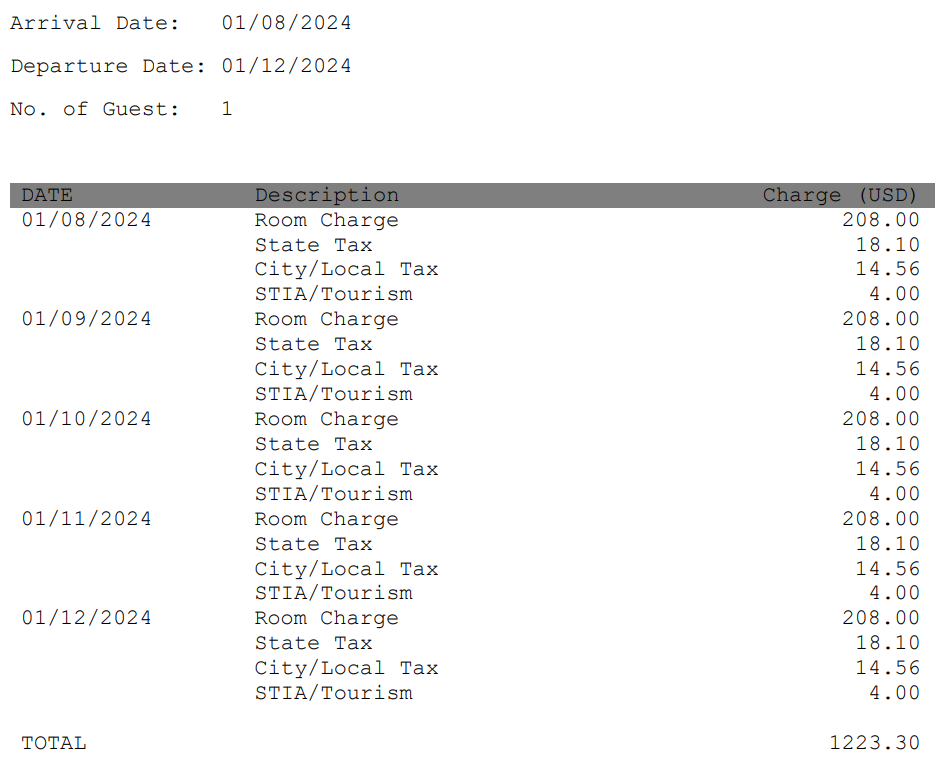 Arrival Date: 01/08/2024
Departure Date: 01/12/2024
No. of Guest: 1
DATE Description Charge (USD)
01/08/2024 Room Charge 208.00
State Tax 18.10
City/Local Tax 14.56
STIA/Tourism 4.00
01/09/2024 Room Charge 208.00
State Tax 18.10
City/Local Tax 14.56
STIA/Tourism 4.00
01/10/2024 Room Charge 208.00
State Tax 18.10
City/Local Tax 14.56
STIA/Tourism 4.00
01/11/2024 Room Charge 208.00
State Tax 18.10
City/Local Tax 14.56
STIA/Tourism 4.00
01/12/2024 Room Charge 208.00
State Tax 18.10
City/Local Tax 14.56
STIA/Tourism 4.00
TOTAL 1223.30